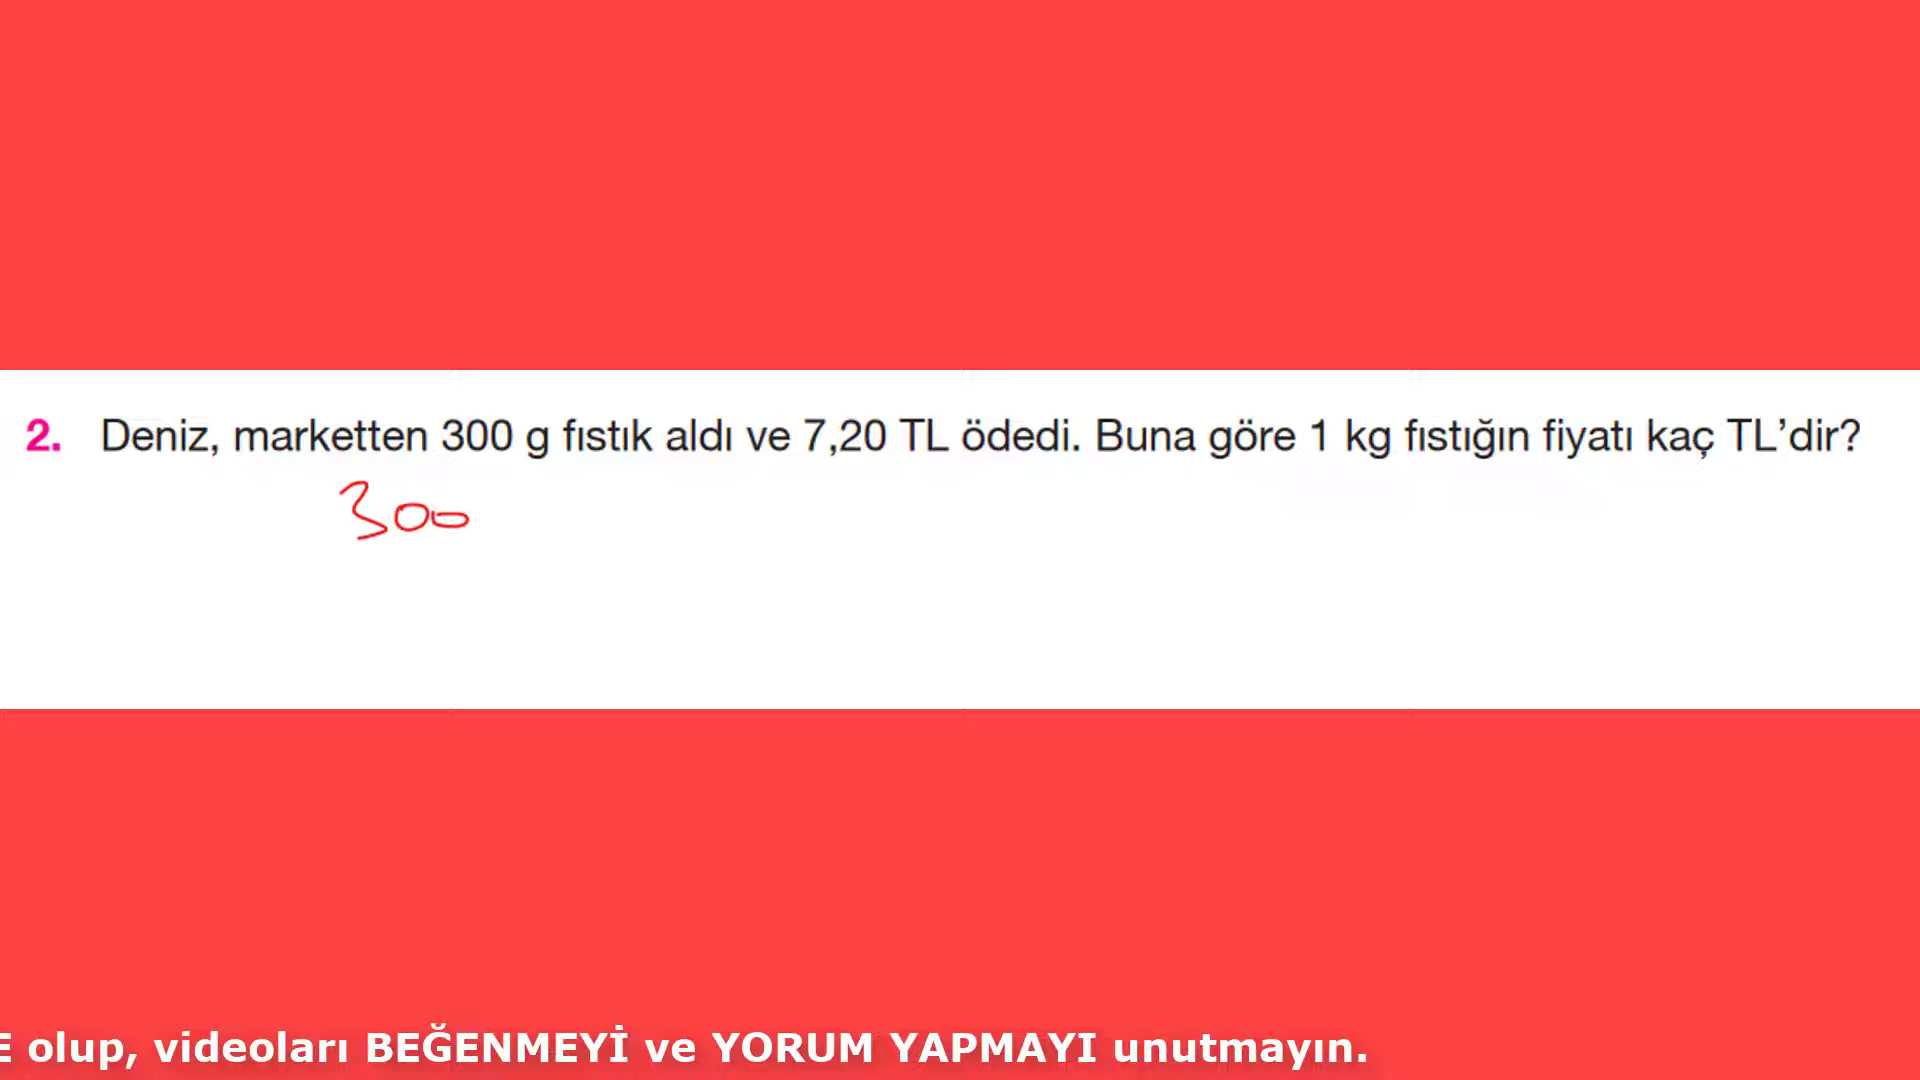 2. Deniz, marketten 300 g fıstık aldı ve 7,20 TL ödedi. Buna göre 1 kg fıstığın fiyatı kaç TL'dir?
300
E olup, videoları BEĞENMEYİ ve YORUM YAPMAYI unutmayın.